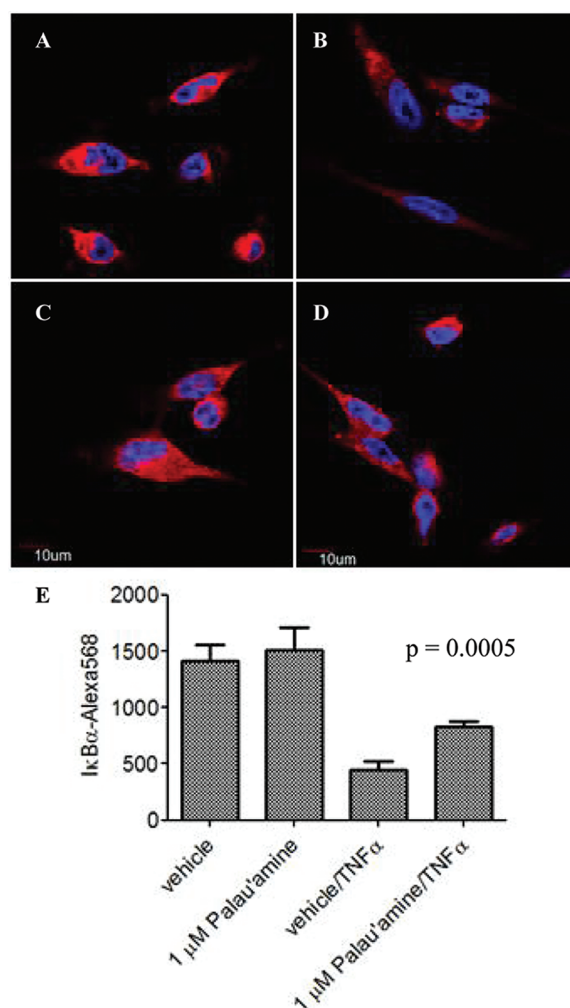 A
B
C
D
10um
10um
E
IκBα-Alexa568
2000
1500
1000
500
0
p = 0.0005
vehicle
1 μM Palau'amine
vehicle/TNFα
1 μM Palau'amine/TNFα